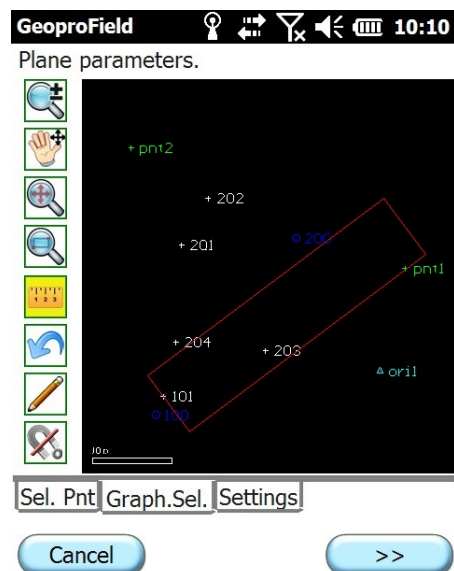 GeoproField 10:10
Plane parameters.
pnt2
202
201
200
pnt1
204
203
ori1
101
100
Sel. Pnt Graph.Sel. Settings
Cancel >>